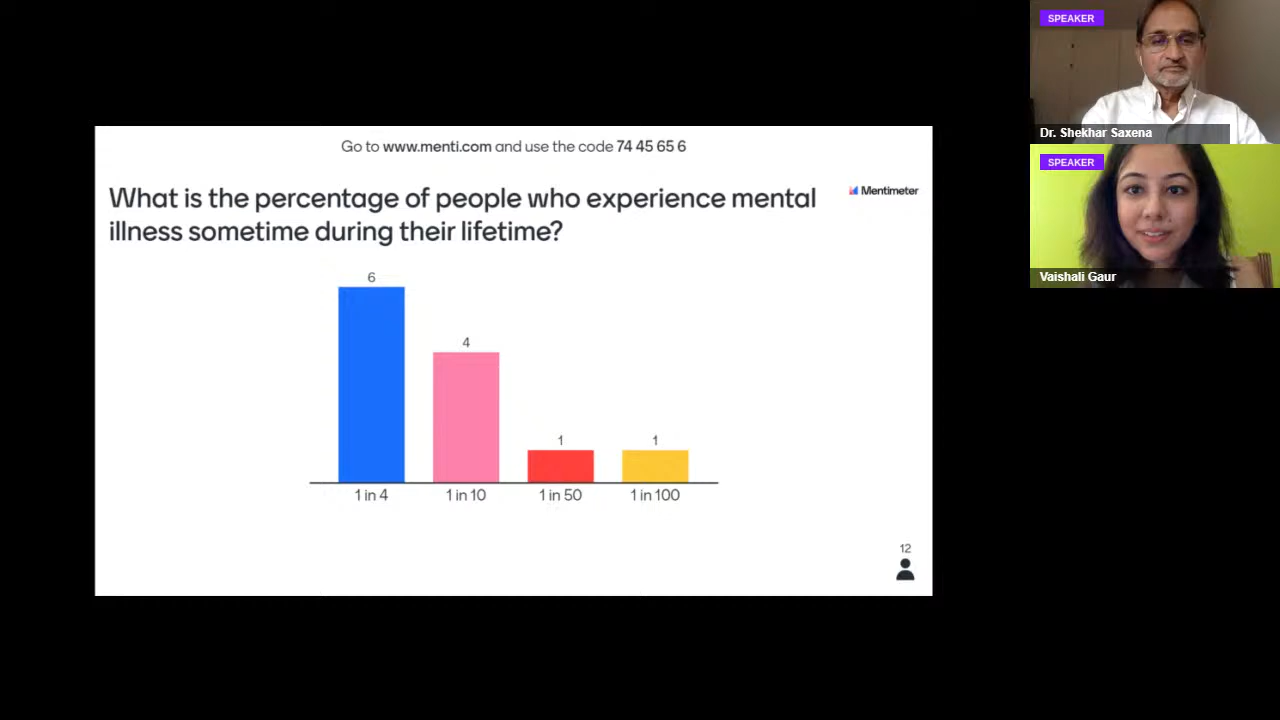 Go to www.menti.com and use the code 74 45 65 6
What is the percentage of people who experience mental
illness sometime during their lifetime?
Mentimeter
6
4
1
1
1 in 4
1 in 10
1 in 50
1 in 100
12
SPEAKER
Dr. Shekhar Saxena
SPEAKER
Vaishali Gaur